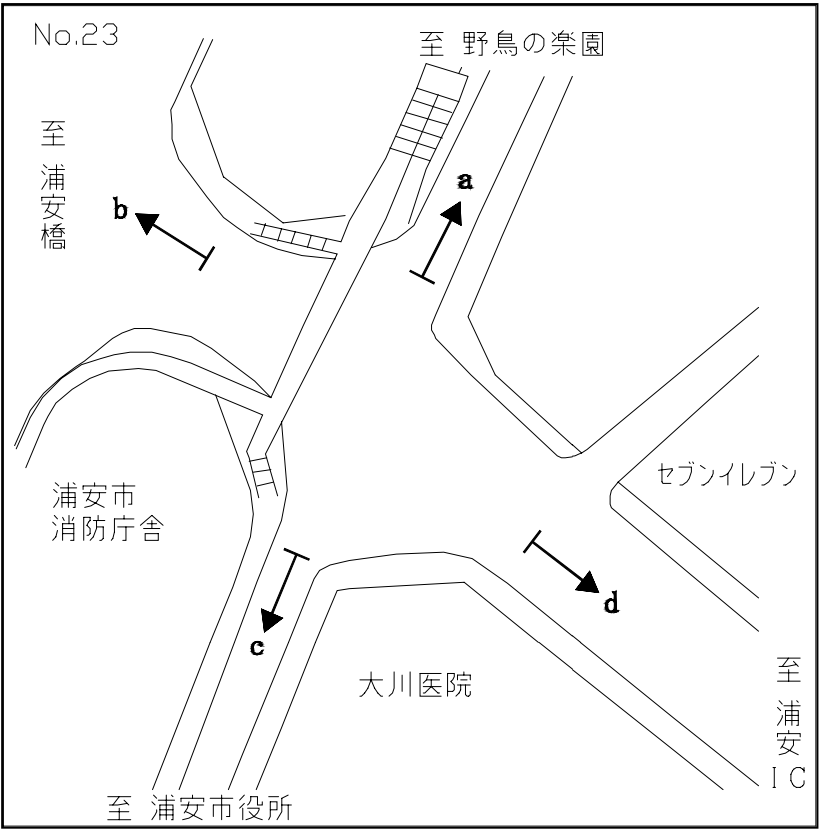 No.23
至 野鳥の楽園
至 浦安橋
a
b
セブンイレブン
浦安市
消防庁舎
d
c
大川医院
至 浦安
IC
至 浦安市役所